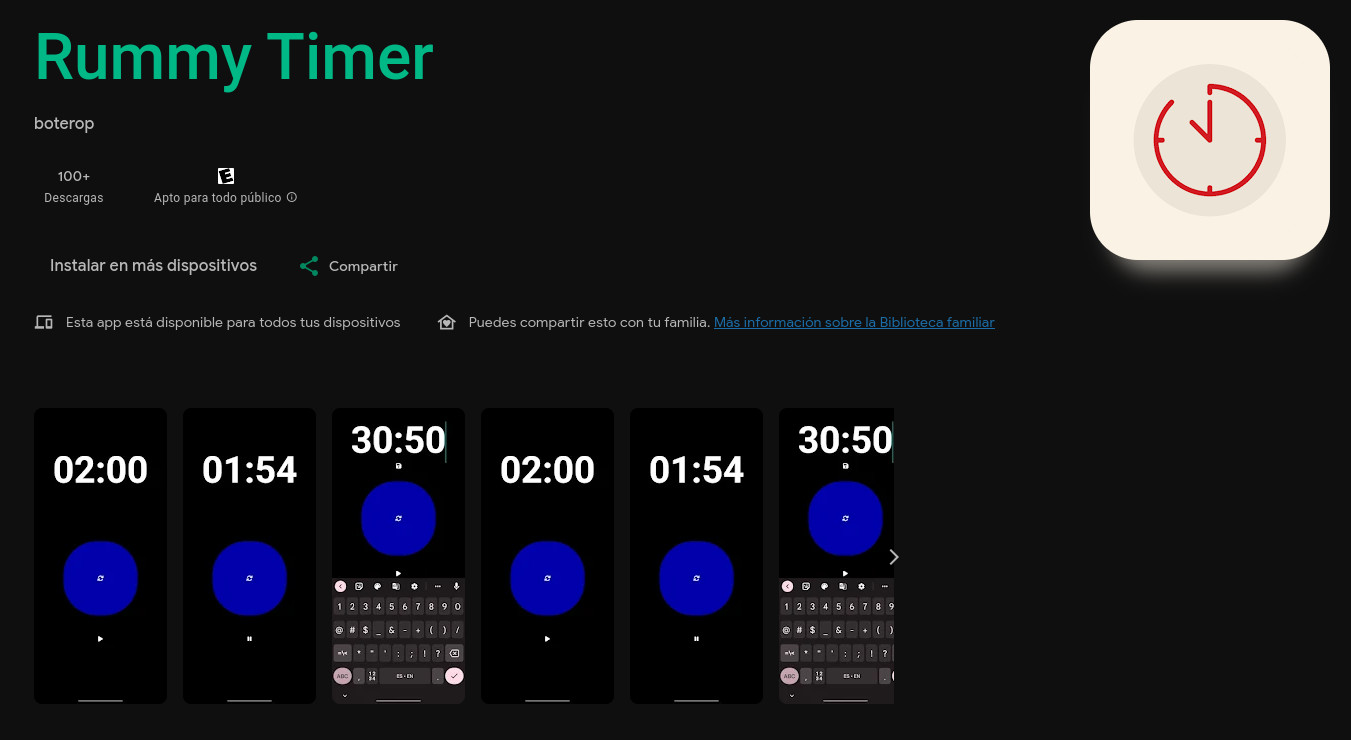 Rummy Timer
boterop
100+
E
Descargas
Apto para todo público
Instalar en más dispositivos
Compartir
Esta app está disponible para todos tus dispositivos
Puedes compartir esto con tu familia. Más información sobre la Biblioteca familiar
02:00
01:54
30:50
1 2 3 4 5 6 7 8 9 0
@ # $ _ & - + ( ) /
=\< * " ' : ; ! ?
ABC , 12 34 ES • EN .
02:00
01:54
30:50
1 2 3 4 5 6 7 8 9
@ # $ _ & - + ( )
=\< * " ' : ; ! ?
ABC , 12 34 ES • EN .